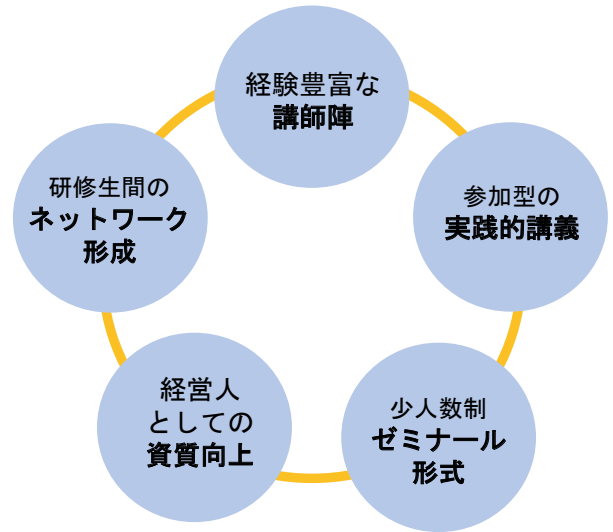 経験豊富な
講師陣
参加型の
実践的講義
少人数制
ゼミナール
形式
経営人
としての
資質向上
研修生間の
ネットワーク
形成